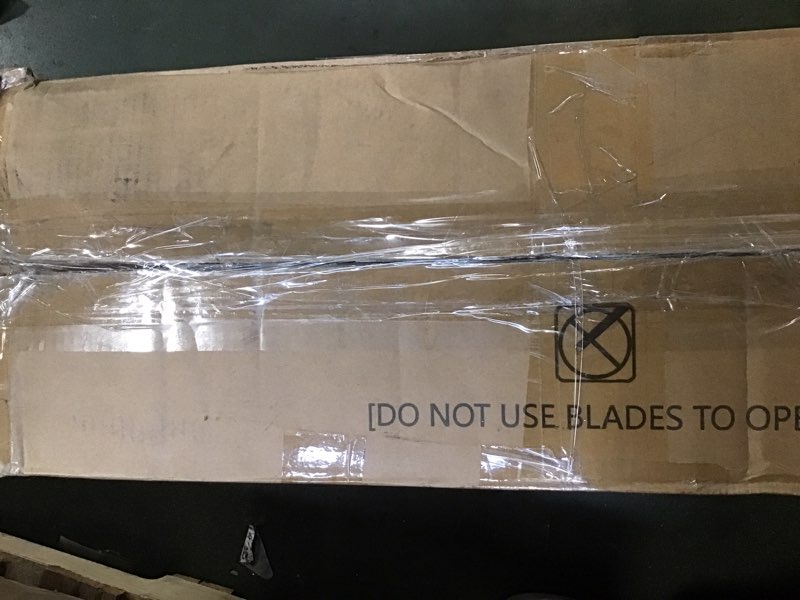 [DO NOT USE BLADES TO OPE